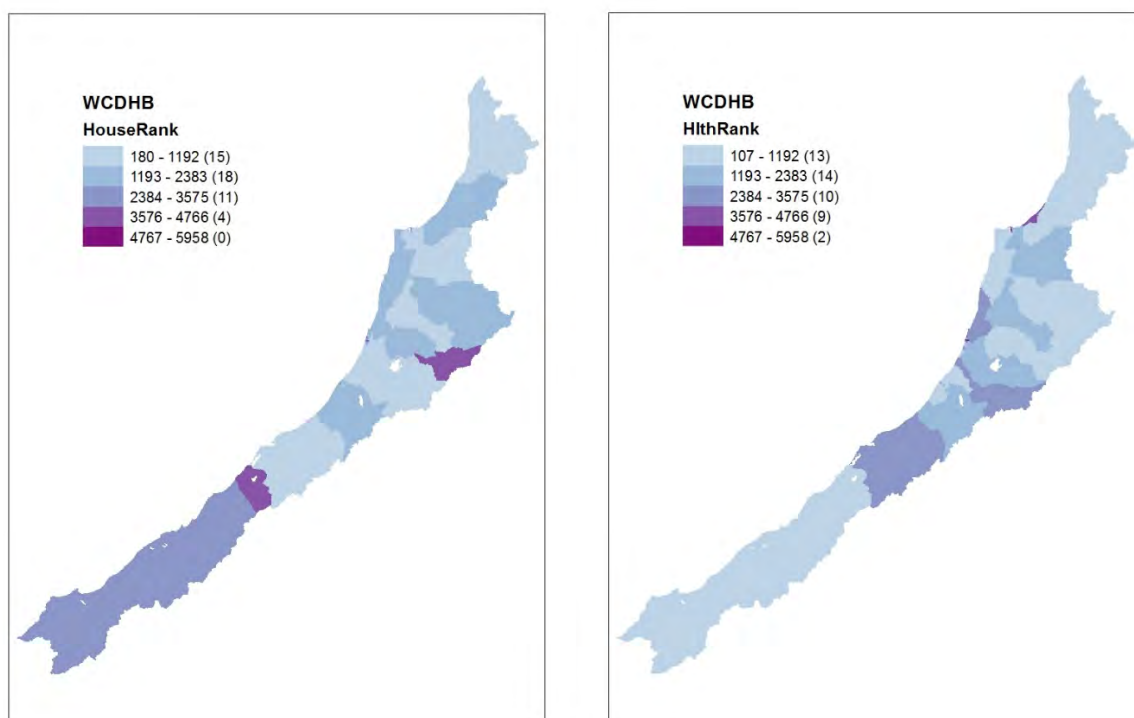 WCDHB
HouseRank
180 - 1192 (15)
1193 - 2383 (18)
2384 - 3575 (11)
3576 - 4766 (4)
4767 - 5958 (0)
WCDHB
HlthRank
107 - 1192 (13)
1193 - 2383 (14)
2384 - 3575 (10)
3576 - 4766 (9)
4767 - 5958 (2)